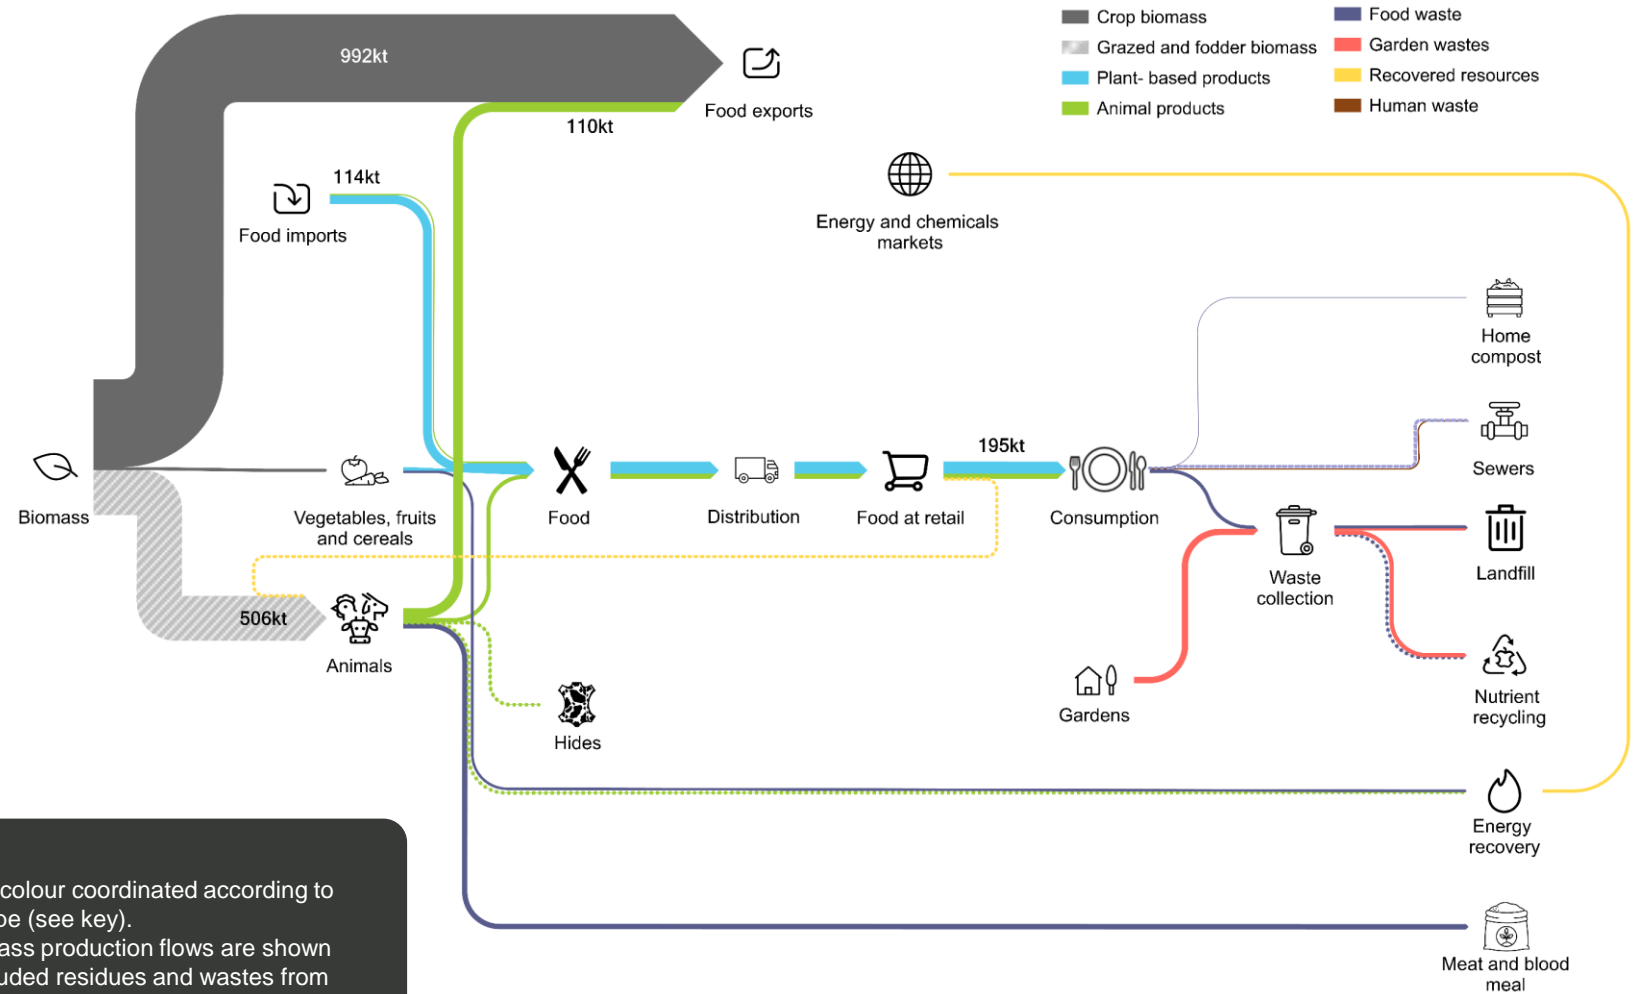 992kt
Food exports
110kt
Crop biomass
Grazed and fodder biomass
Plant- based products
Animal products
Food waste
Garden wastes
Recovered resources
Human waste
114kt
Food imports
Energy and chemicals
markets
Home
compost
Biomass
Vegetables, fruits
and cereals
Food
Distribution
Food at retail
195kt
Consumption
Sewers
Waste
collection
Landfill
506kt
Animals
Hides
Gardens
Nutrient
recycling
Energy
recovery
Meat and blood
meal
colour coordinated according to
(see key).
production flows are shown
residues and wastes from